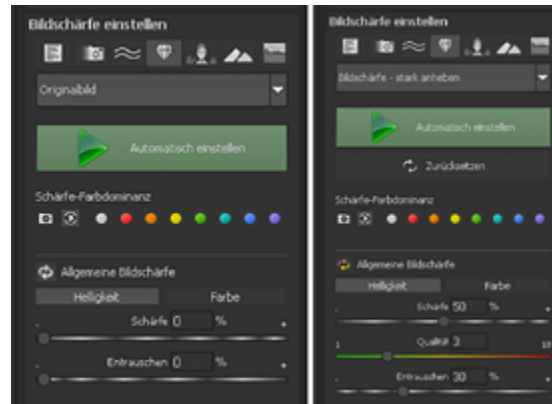 Bildschärfe einstellen
Originalbild
Automatisch einstellen
Schärfe-Farbdominanz
Allgemeine Bildschärfe
Helligkeit Farbe
- Schärfe 0 % +
- Entrauschen 0 % +
Bildschärfe einstellen
Bildschärfe - stark anheben
Automatisch einstellen
Zurücksetzen
Schärfe-Farbdominanz
Allgemeine Bildschärfe
Helligkeit Farbe
- Schärfe 50 % +
1 Qualität 3 10
- Entrauschen 30 % +